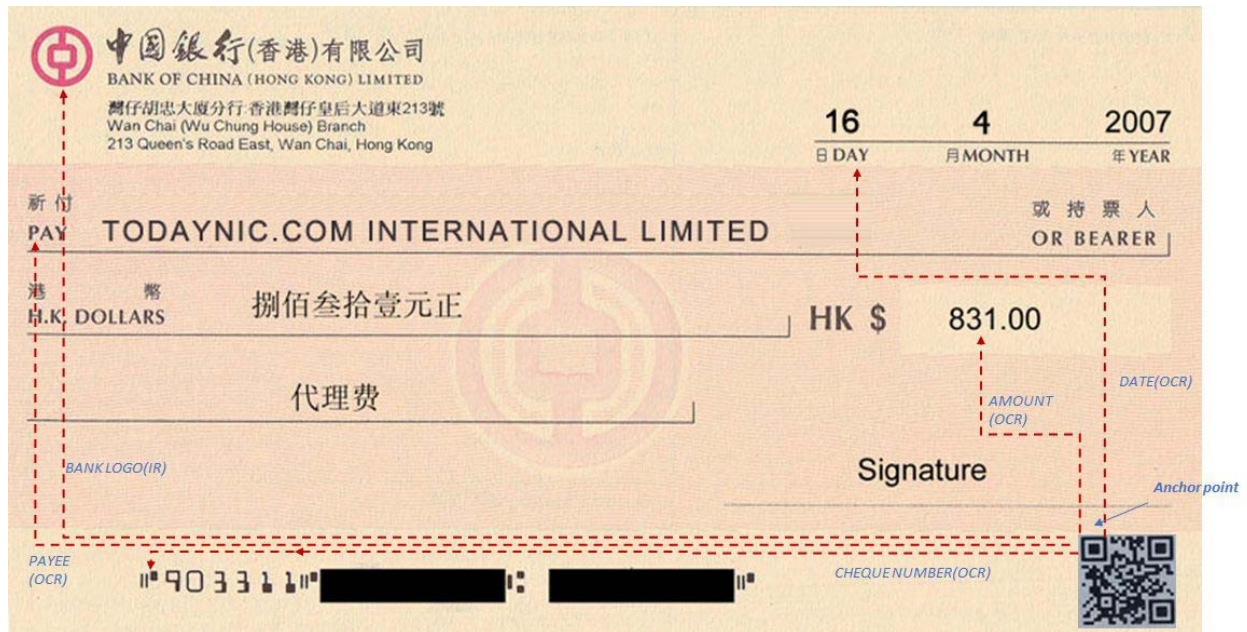 中國銀行(香港)有限公司
BANK OF CHINA (HONG KONG) LIMITED
灣仔胡忠大廈分行 香港灣仔皇后大道東213號
Wan Chai (Wu Chung House) Branch
213 Queen's Road East, Wan Chai, Hong Kong
16 4 2007
日 DAY 月 MONTH 年 YEAR
祈付 或持票人
PAY TODAYNIC.COM INTERNATIONAL LIMITED OR BEARER
港幣 捌佰叁拾壹元正
H.K. DOLLARS HK $ 831.00
DATE(OCR)
代理费
AMOUNT
(OCR)
BANK LOGO(IR)
Signature
Anchor point
PAYEE
(OCR)
CHEQUE NUMBER(OCR)
⑈903311⑈ ⑆ ⑈